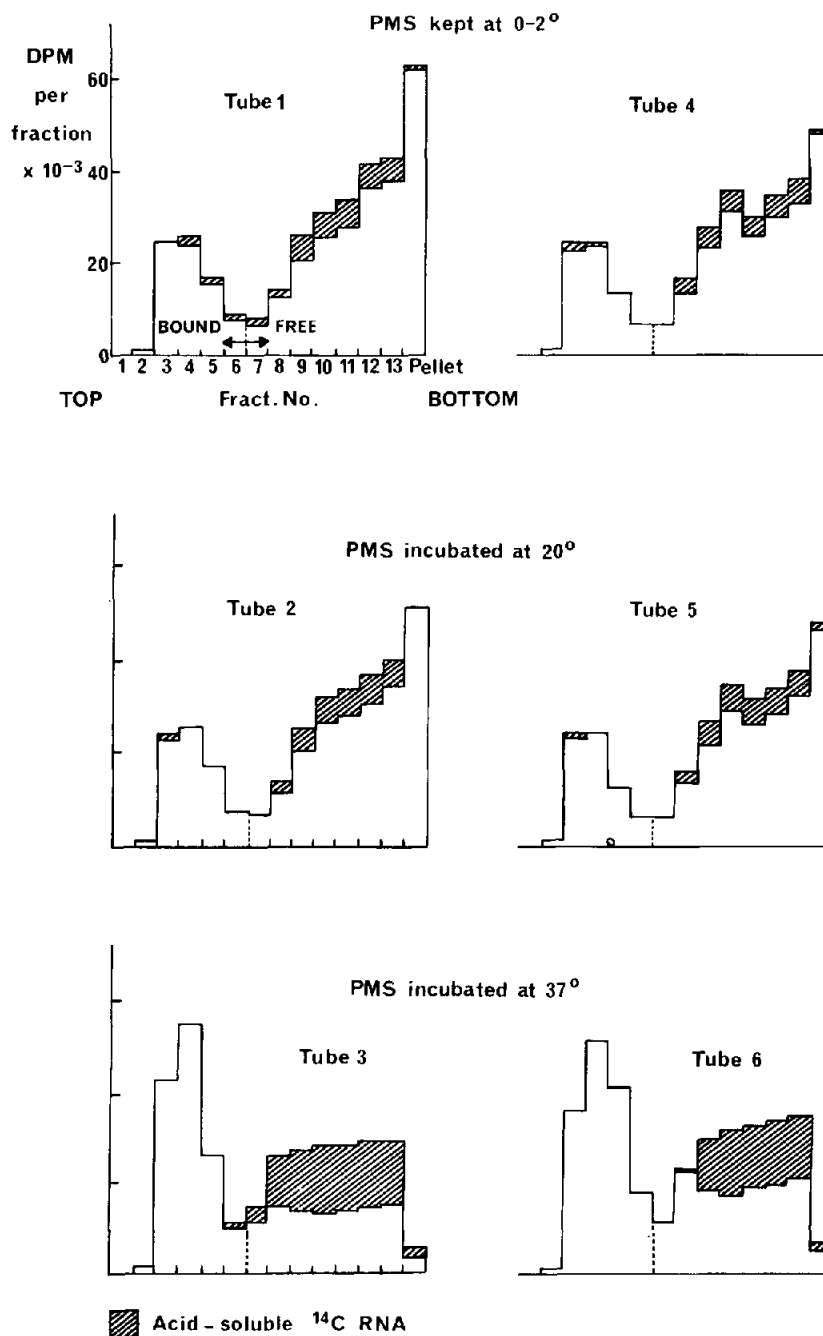 PMS kept at 0-2°
DPM
per
fraction
x 10⁻³
60
40
20
0
Tube 1
Tube 4
BOUND
FREE
1 2 3 4 5 6 7 8 9 10 11 12 13 Pellet
TOP
Fract. No.
BOTTOM
PMS incubated at 20°
Tube 2
Tube 5
PMS incubated at 37°
Tube 3
Tube 6
Acid-soluble ¹⁴C RNA